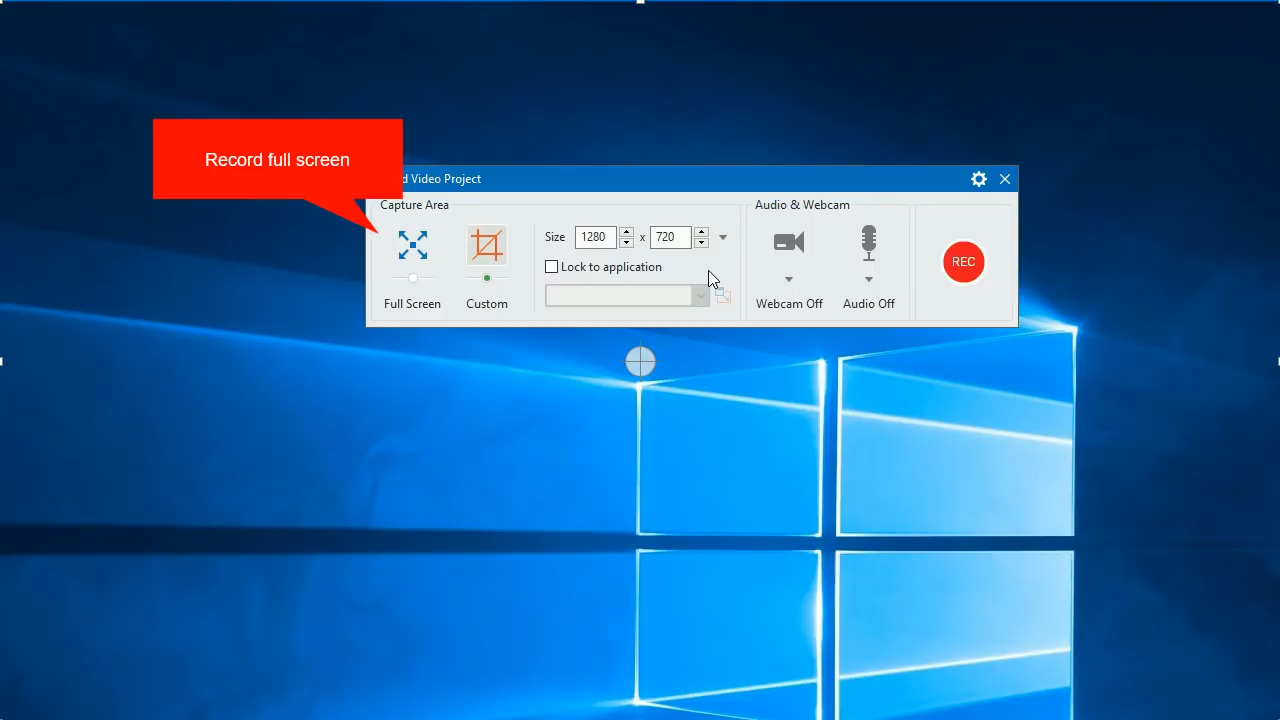 Record full screen
Video Project
Capture Area
Audio & Webcam
Size 1280 x 720
Lock to application
REC
Full Screen
Custom
Webcam Off
Audio Off